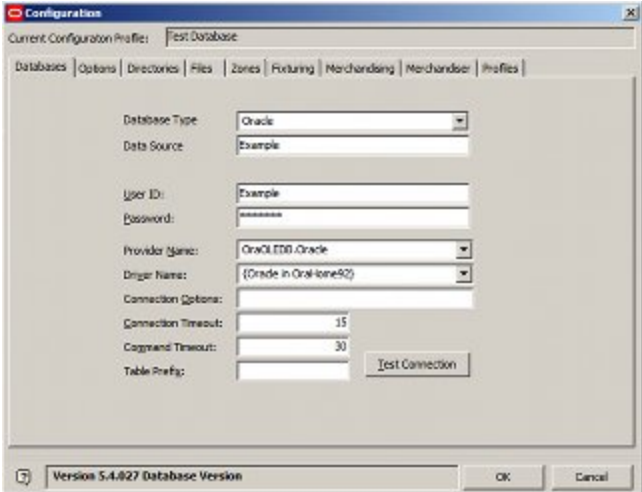 Configuration
Current Configuraton Profile: Test Database
Databases Options Directories Files Zones Fixturing Merchandising Merchandiser Profiles
Database Type Oracle
Data Source Example
User ID: Example
Password: *******
Provider Name: OraOLEDB.Oracle
Driver Name: {Oracle in OraHome92}
Connection Options:
Connection Timeout: 15
Command Timeout: 30
Table Prefix: Test Connection
Version 5.4.027 Database Version OK Cancel